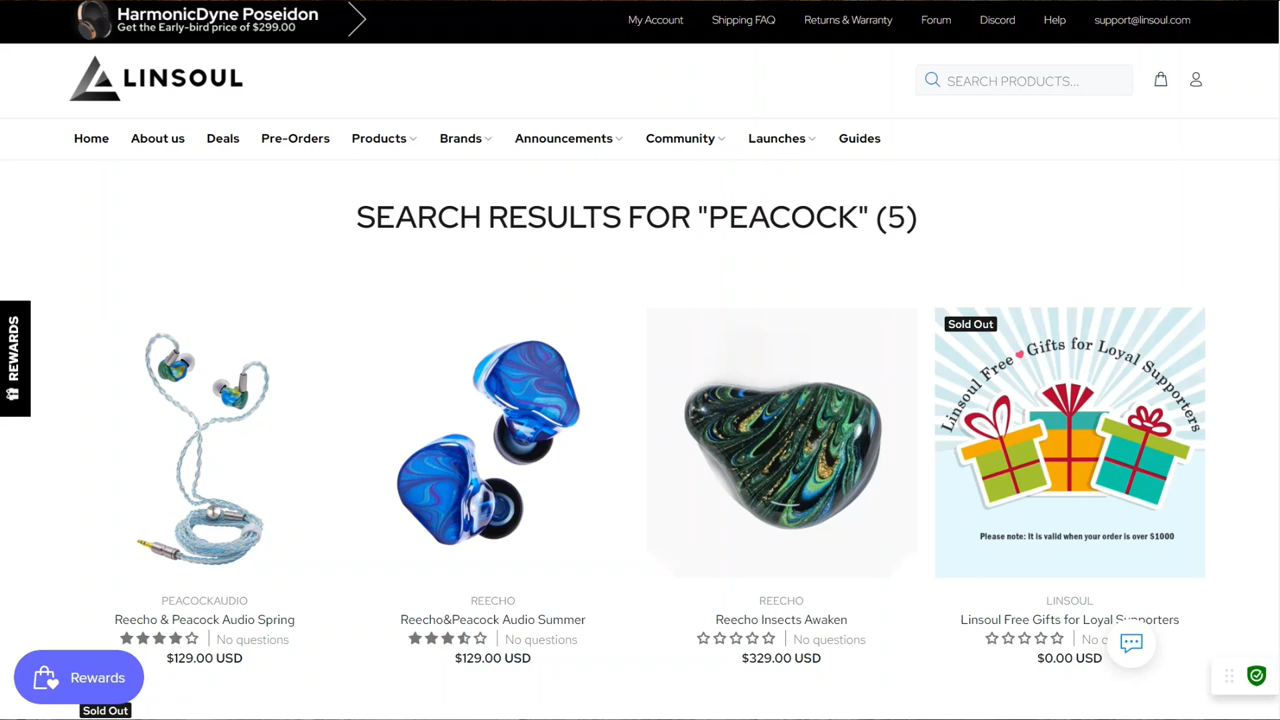 HarmonicDyne Poseidon
Get the Early-bird price of $299.00
My Account Shipping FAQ Returns & Warranty Forum Discord Help support@linsoul.com
LINSOUL
SEARCH PRODUCTS...
Home About us Deals Pre-Orders Products Brands Announcements Community Launches Guides
SEARCH RESULTS FOR "PEACOCK" (5)
REWARDS
Sold Out
Linsoul Free Gifts for Loyal Supporters
Please note: It is valid when your order is over $1000
PEACOCKAUDIO REECHO REECHO LINSOUL
Reecho & Peacock Audio Spring Reecho&Peacock Audio Summer Reecho Insects Awaken Linsoul Free Gifts for Loyal Supporters
No questions No questions No questions
$129.00 USD $129.00 USD $329.00 USD $0.00 USD
Rewards
Sold Out